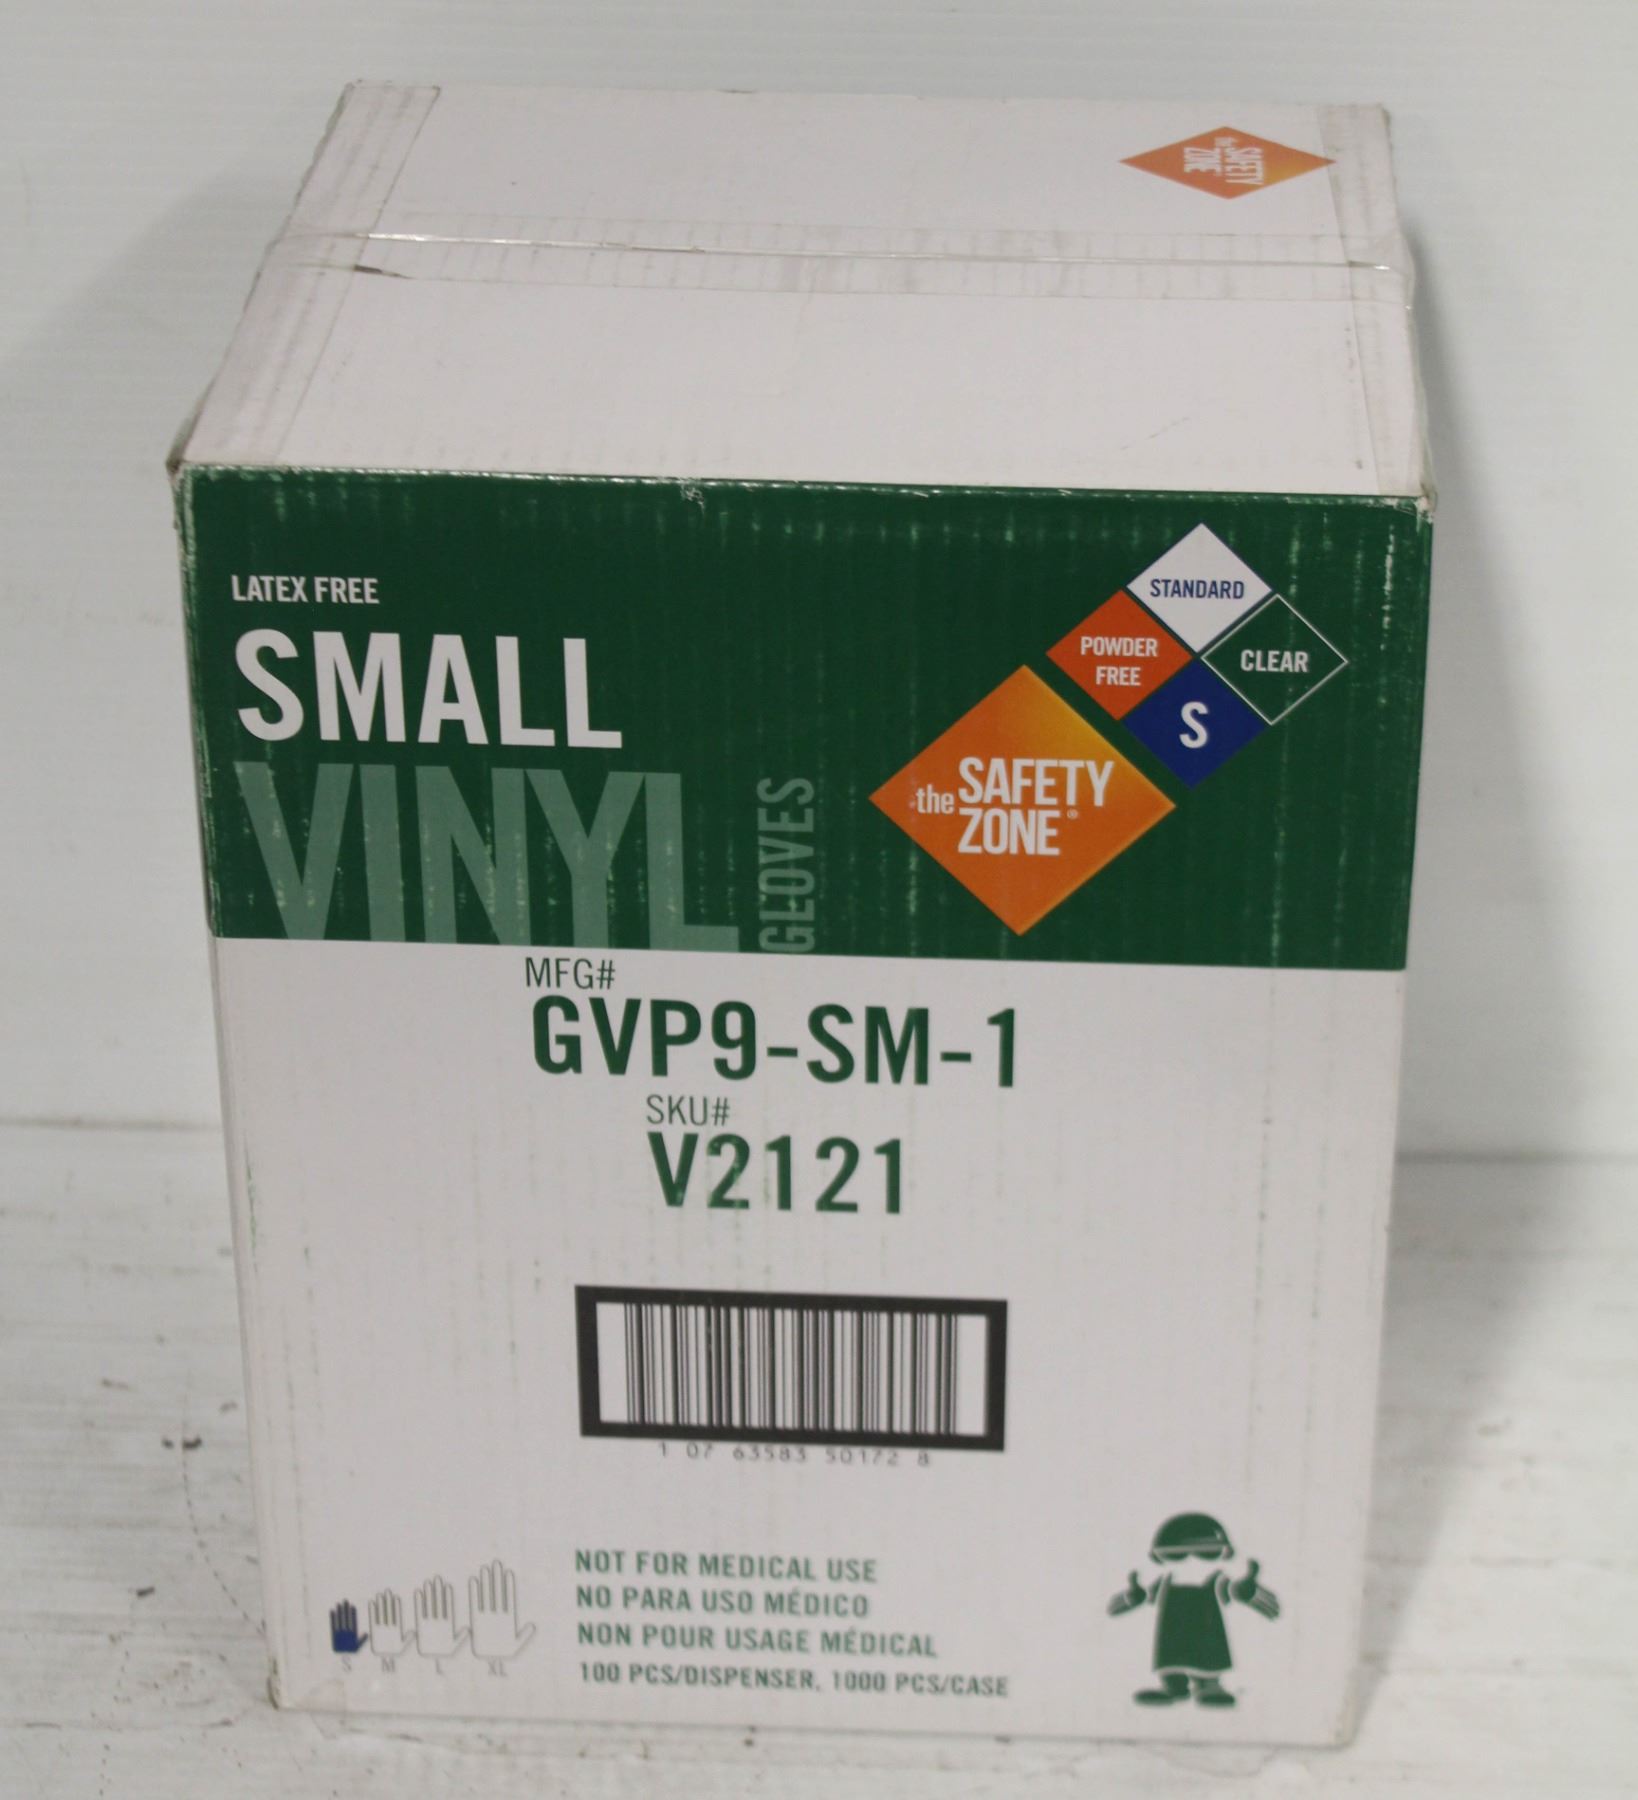 the SAFETY
ZONE
LATEX FREE
SMALL
VINYL
GLOVES
STANDARD
POWDER
FREE
CLEAR
S
the SAFETY
ZONE®
MFG#
GVP9-SM-1
SKU#
V2121
1 07 63583 50172 8
S M L XL
NOT FOR MEDICAL USE
NO PARA USO MÉDICO
NON POUR USAGE MÉDICAL
100 PCS/DISPENSER, 1000 PCS/CASE